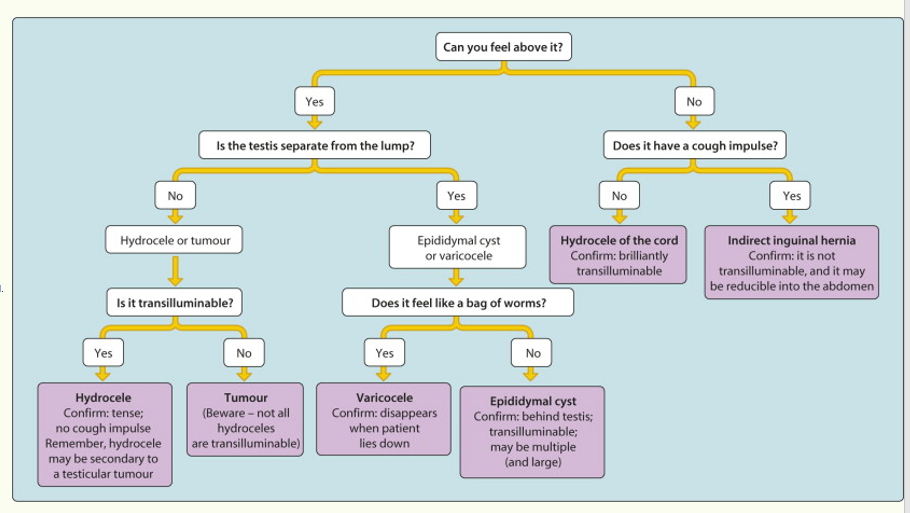 Can you feel above it?
Yes
No
Is the testis separate from the lump?
Does it have a cough impulse?
No
Yes
No
Yes
Hydrocele or tumour
Epididymal cyst
or varicocele
Hydrocele of the cord
Confirm: brilliantly
transilluminable
Indirect inguinal hernia
Confirm: it is not
transilluminable, and it may
be reducible into the abdomen
Is it transilluminable?
Does it feel like a bag of worms?
Yes
No
Yes
No
Hydrocele
Confirm: tense;
no cough impulse
Remember, hydrocele
may be secondary to
a testicular tumour
Tumour
(Beware – not all
hydroceles
are transilluminable)
Varicocele
Confirm: disappears
when patient
lies down
Epididymal cyst
Confirm: behind testis;
transilluminable;
may be multiple
(and large)